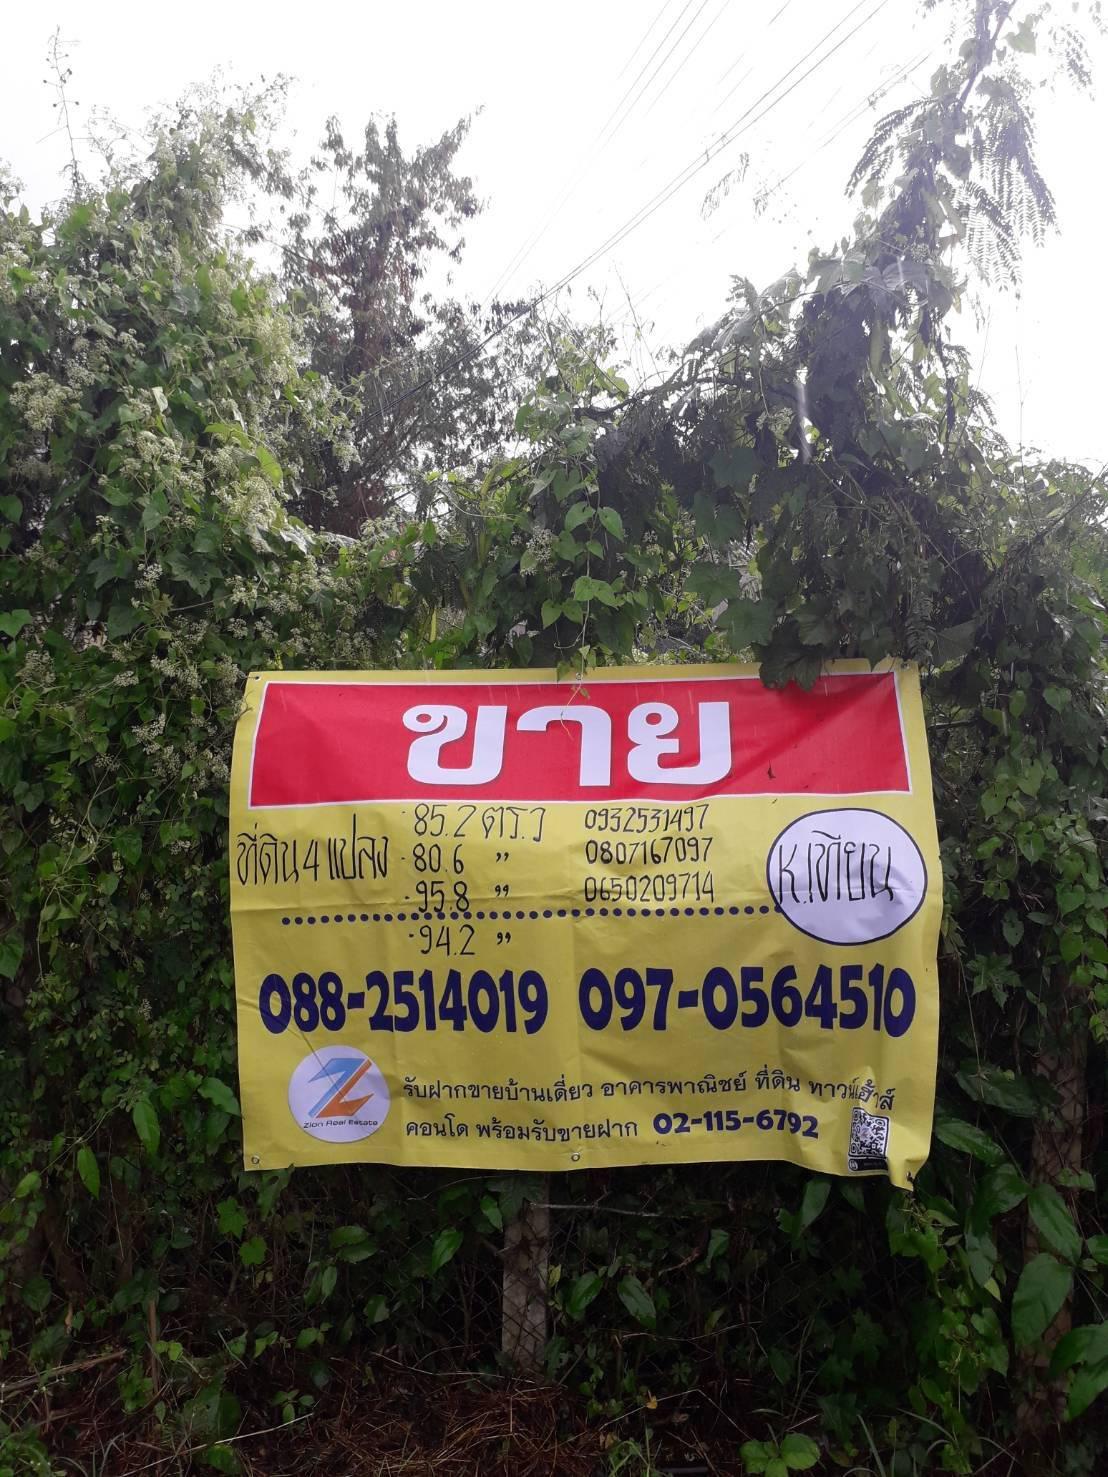 ขาย
ที่ดิน 4 แปลง
- 85.2 ตร.ว
- 80.6 "
- 95.8 "
- 94.2 "
0932531497
0807167097
0650209714
K.เทียน
088-2514019 097-0564510
Zion Real Estate
รับฝากขายบ้านเดี่ยว อาคารพาณิชย์ ที่ดิน ทาวน์เฮ้าส์
คอนโด พร้อมรับขายฝาก 02-115-6792